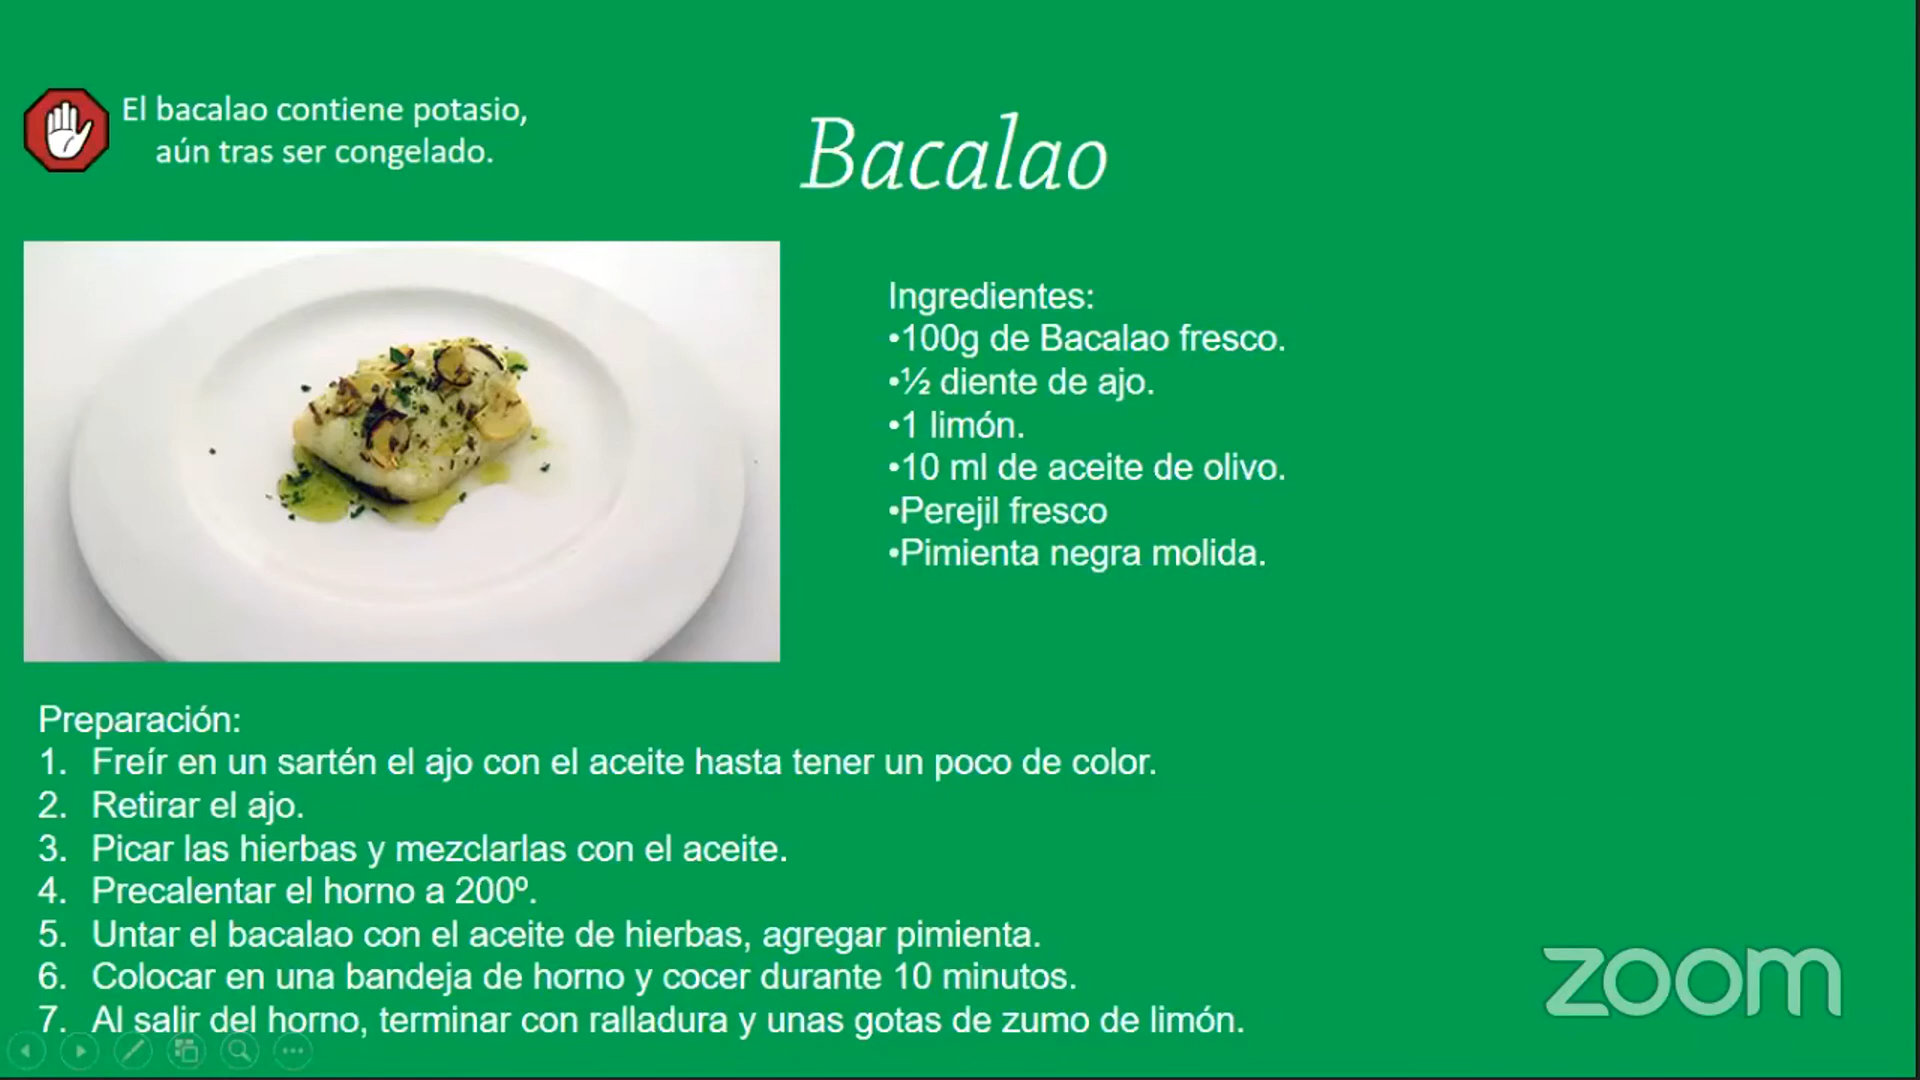 El bacalao contiene potasio,
aún tras ser congelado.
Bacalao
Ingredientes:
•100g de Bacalao fresco.
•½ diente de ajo.
•1 limón.
•10 ml de aceite de olivo.
•Perejil fresco
•Pimienta negra molida.
Preparación:
1. Freír en un sartén el ajo con el aceite hasta tener un poco de color.
2. Retirar el ajo.
3. Picar las hierbas y mezclarlas con el aceite.
4. Precalentar el horno a 200º.
5. Untar el bacalao con el aceite de hierbas, agregar pimienta.
6. Colocar en una bandeja de horno y cocer durante 10 minutos.
7. Al salir del horno, terminar con ralladura y unas gotas de zumo de limón.
zoom